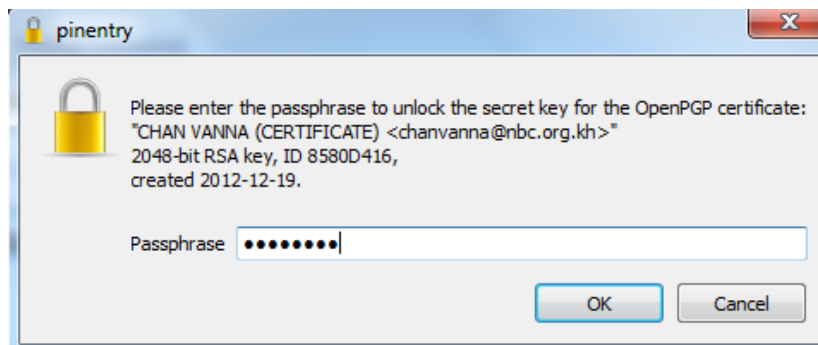 pinentry
Please enter the passphrase to unlock the secret key for the OpenPGP certificate:
"CHAN VANNA (CERTIFICATE) <chanvanna@nbc.org.kh>"
2048-bit RSA key, ID 8580D416,
created 2012-12-19.
Passphrase ●●●●●●●●
OK Cancel